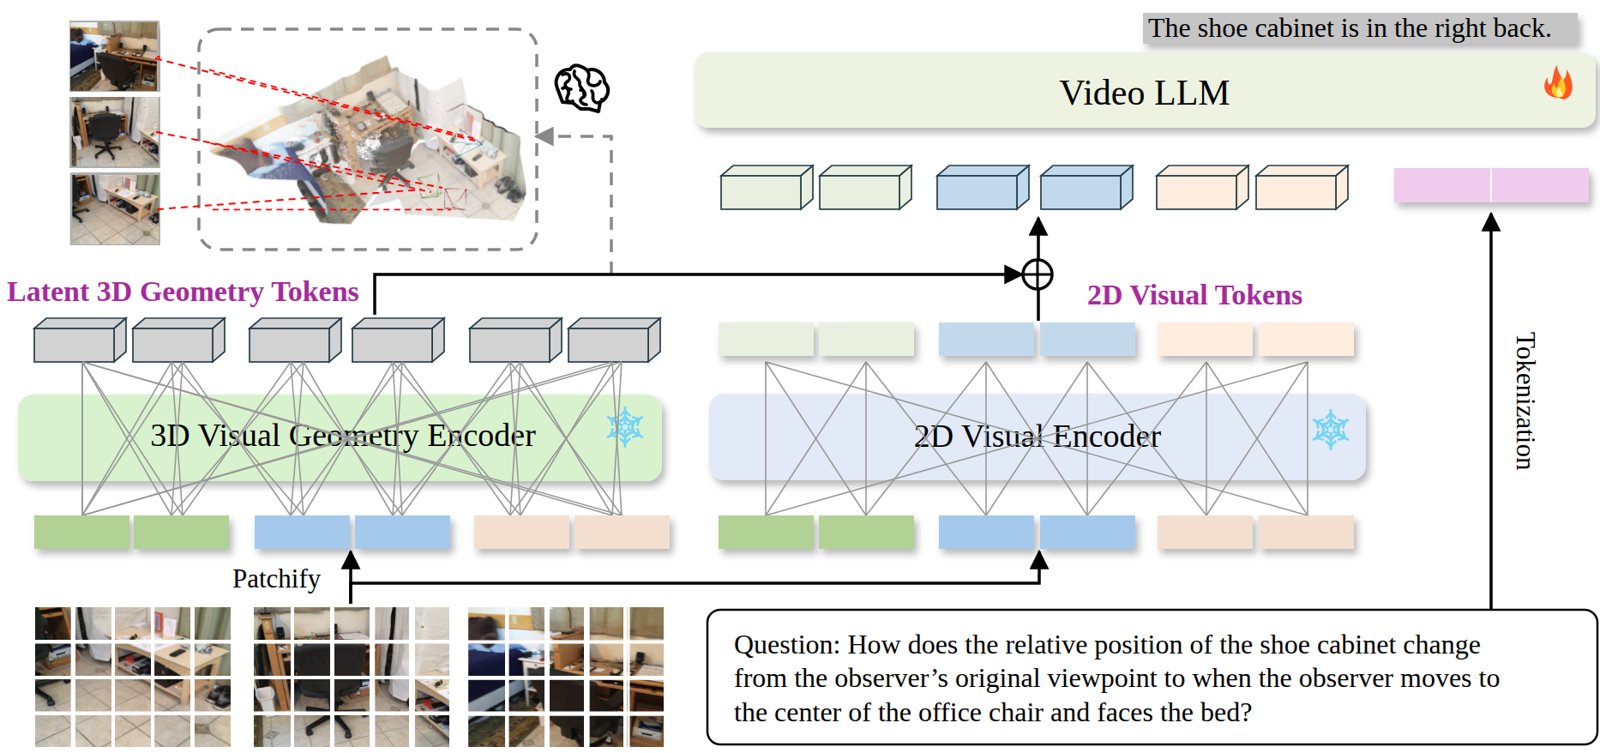 The shoe cabinet is in the right back.
Video LLM
Latent 3D Geometry Tokens
2D Visual Tokens
3D Visual Geometry Encoder
2D Visual Encoder
Tokenization
Patchify
Question: How does the relative position of the shoe cabinet change
from the observer’s original viewpoint to when the observer moves to
the center of the office chair and faces the bed?